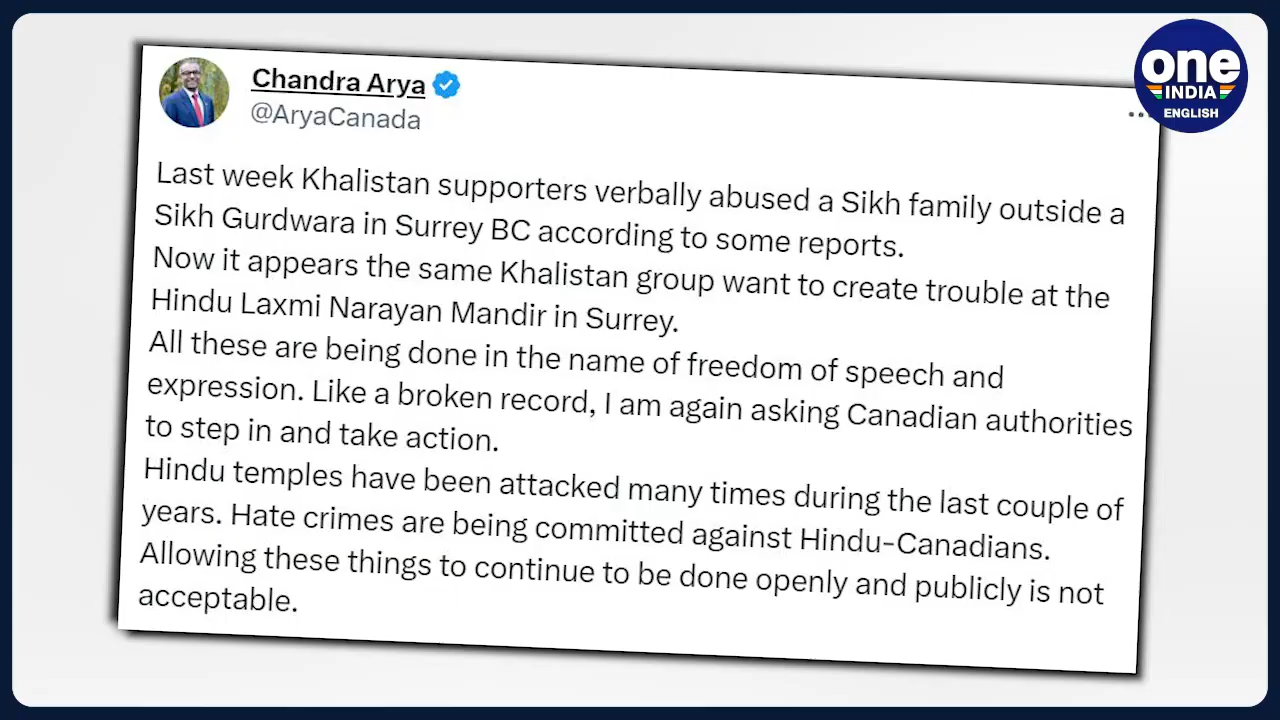 Chandra Arya
@AryaCanada
Last week Khalistan supporters verbally abused a Sikh family outside a
Sikh Gurdwara in Surrey BC according to some reports.
Now it appears the same Khalistan group want to create trouble at the
Hindu Laxmi Narayan Mandir in Surrey.
All these are being done in the name of freedom of speech and
expression. Like a broken record, I am again asking Canadian authorities
to step in and take action.
Hindu temples have been attacked many times during the last couple of
years. Hate crimes are being committed against Hindu-Canadians.
Allowing these things to continue to be done openly and publicly is not
acceptable.
one
INDIA
ENGLISH